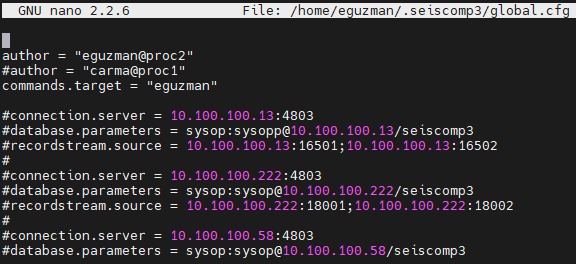 GNU nano 2.2.6 File: /home/eguzman/.seiscomp3/global.cfg
author = "eguzman@proc2"
#author = "carma@proc1"
commands.target = "eguzman"
#connection.server = 10.100.100.13:4803
#database.parameters = sysop:sysopp@10.100.100.13/seiscomp3
#recordstream.source = 10.100.100.13:16501;10.100.100.13:16502
#
#connection.server = 10.100.100.222:4803
#database.parameters = sysop:sysop@10.100.100.222/seiscomp3
#recordstream.source = 10.100.100.222:18001;10.100.100.222:18002
#
#connection.server = 10.100.100.58:4803
#database.parameters = sysop:sysop@10.100.100.58/seiscomp3